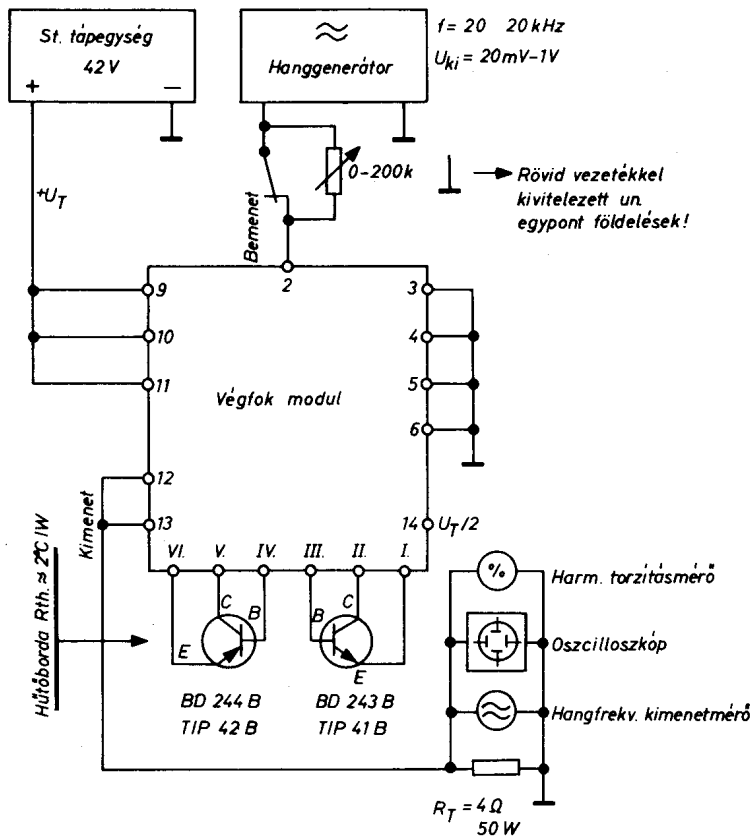 St. tápegység
42V
+
−
≈
Hanggenerátor
f = 20 20 kHz
Uki = 20mV-1V
0-200k
→ Rövid vezetékkel
kivitelezett un.
egypont földelések!
+UT
Bemenet
2
9
10
11
12
13
3
4
5
6
14
UT/2
Végfok modul
Kimenet
VI.
V.
IV.
III.
II.
I.
C
B
E
B
C
E
Hűtőborda Rth. ≈ 2°C/W
BD 244 B
TIP 42 B
BD 243 B
TIP 41 B
%
Harm. torzításmérő
Oszcilloszkóp
≈
Hangfrekv. kimenetmérő
RT = 4Ω
50W